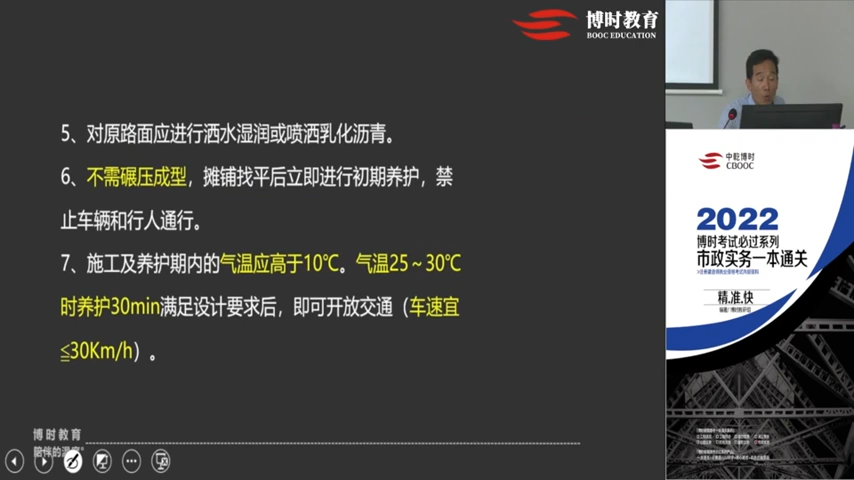 博时教育
BOOC EDUCATION
5、对原路面应进行洒水湿润或喷洒乳化沥青。
6、不需碾压成型，摊铺找平后立即进行初期养护，禁
止车辆和行人通行。
7、施工及养护期内的气温应高于10℃。气温25～30℃
时养护30min满足设计要求后，即可开放交通（车速宜
≦30Km/h）。
博时教育
陪伴的温度
中乾博时
CBOOC
2022
博时考试必过系列
市政实务一本通关
精,准,快